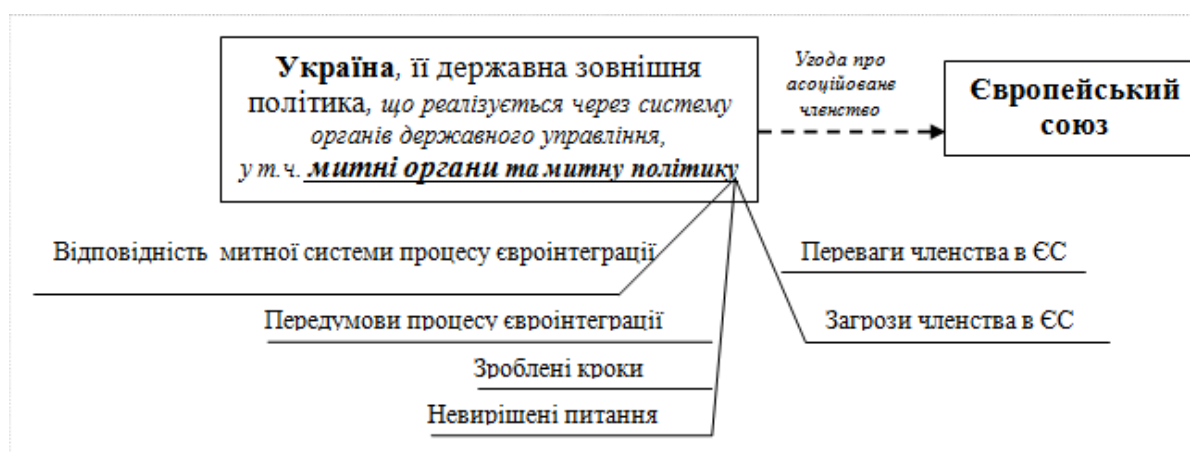 Україна, її державна зовнішня
політика, що реалізується через систему
органів державного управління,
у т.ч. митні органи та митну політику
Угода про
асоційоване
членство
Європейський
союз
Відповідність митної системи процесу євроінтеграції
Передумови процесу євроінтеграції
Зроблені кроки
Невирішені питання
Переваги членства в ЄС
Загрози членства в ЄС